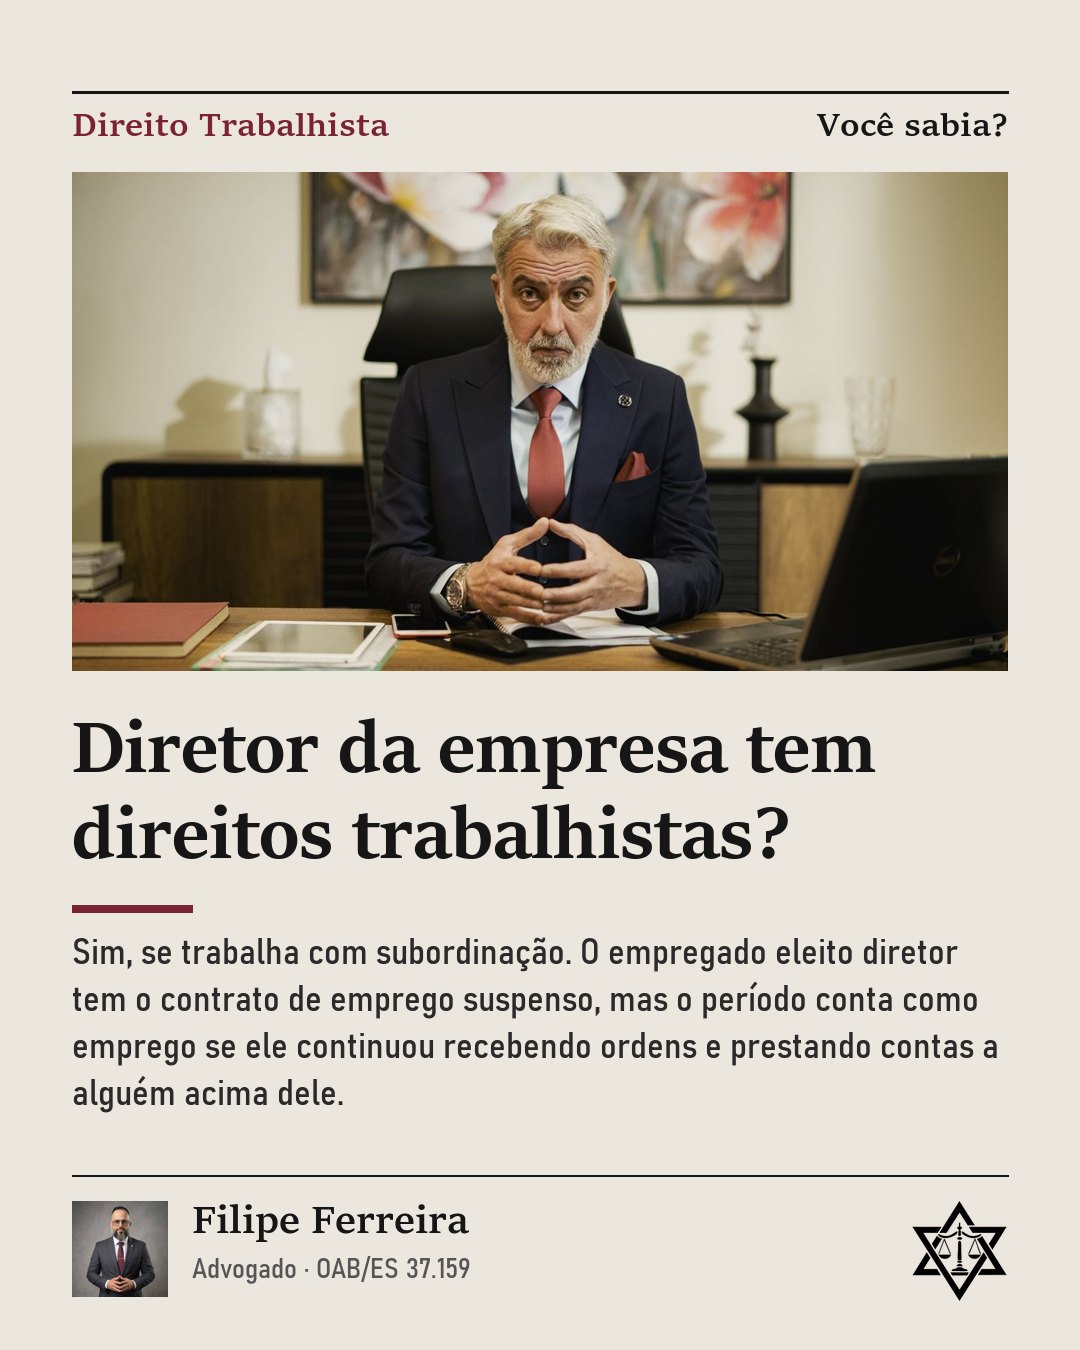 Direito Trabalhista
Você sabia?
Diretor da empresa tem
direitos trabalhistas?
Sim, se trabalha com subordinação. O empregado eleito diretor
tem o contrato de emprego suspenso, mas o período conta como
emprego se ele continuou recebendo ordens e prestando contas a
alguém acima dele.
Filipe Ferreira
Advogado · OAB/ES 37.159